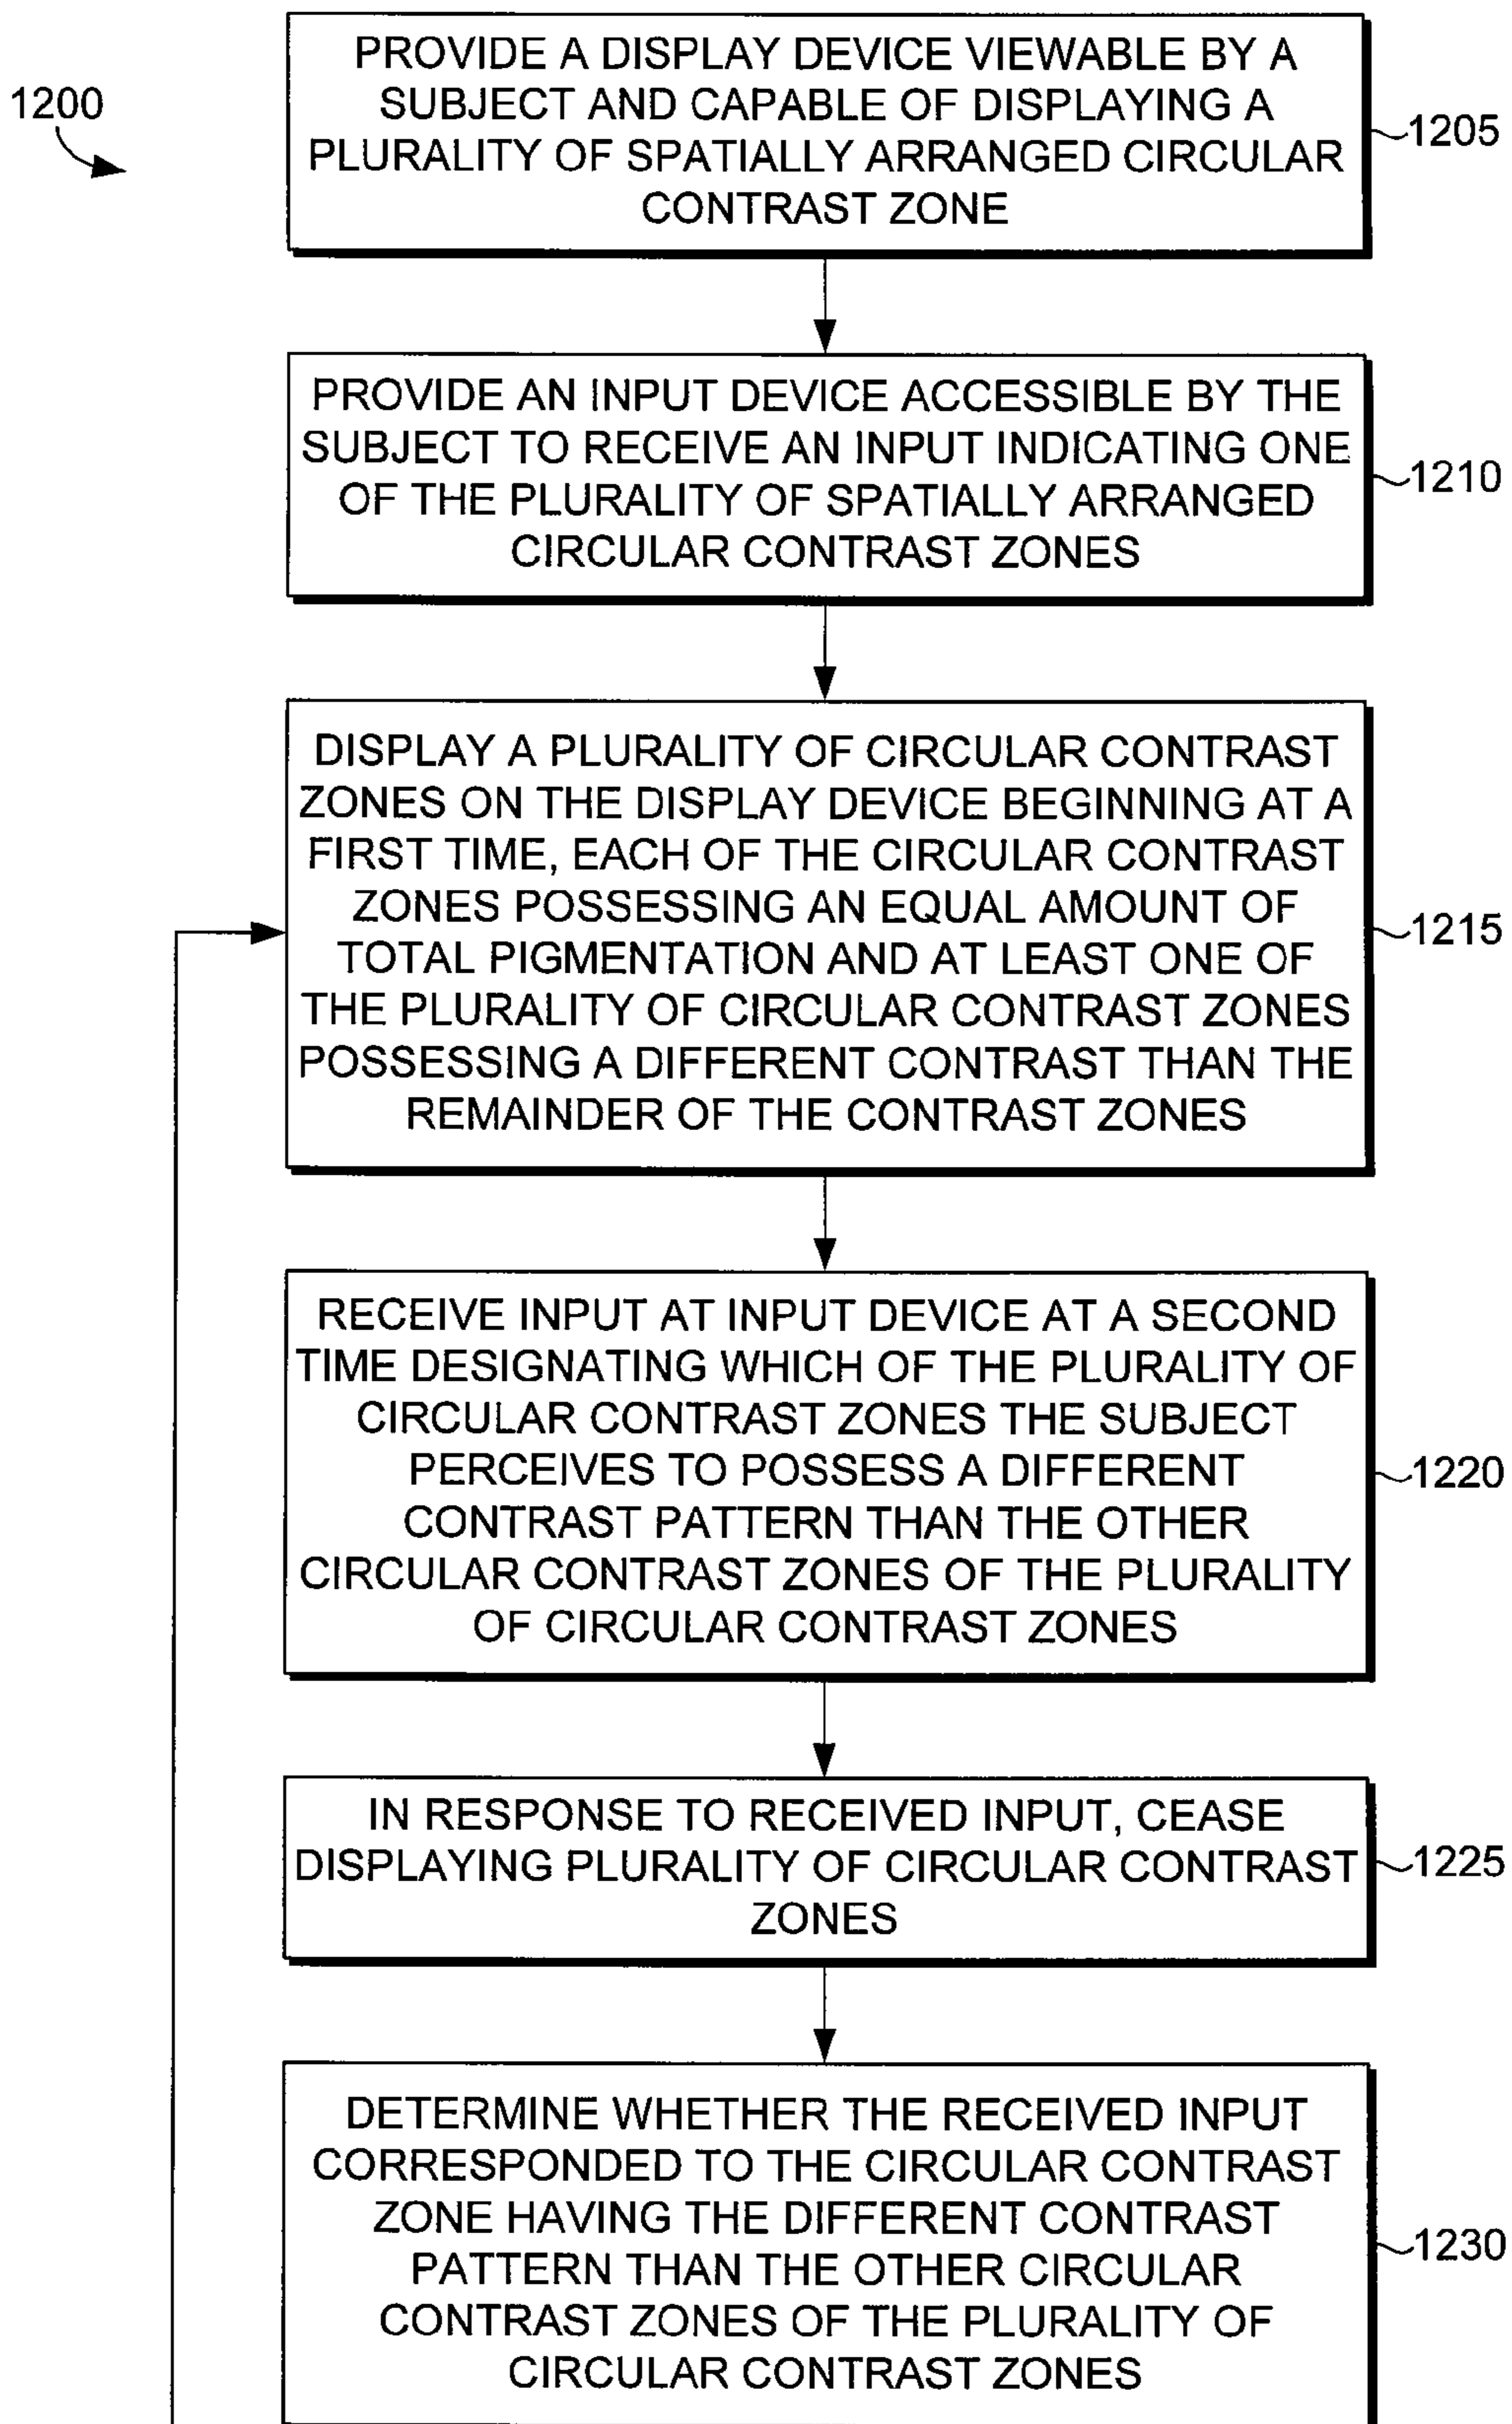 1200
PROVIDE A DISPLAY DEVICE VIEWABLE BY A
SUBJECT AND CAPABLE OF DISPLAYING A
PLURALITY OF SPATIALLY ARRANGED CIRCULAR
CONTRAST ZONE
1205
PROVIDE AN INPUT DEVICE ACCESSIBLE BY THE
SUBJECT TO RECEIVE AN INPUT INDICATING ONE
OF THE PLURALITY OF SPATIALLY ARRANGED
CIRCULAR CONTRAST ZONES
1210
DISPLAY A PLURALITY OF CIRCULAR CONTRAST
ZONES ON THE DISPLAY DEVICE BEGINNING AT A
FIRST TIME, EACH OF THE CIRCULAR CONTRAST
ZONES POSSESSING AN EQUAL AMOUNT OF
TOTAL PIGMENTATION AND AT LEAST ONE OF
THE PLURALITY OF CIRCULAR CONTRAST ZONES
POSSESSING A DIFFERENT CONTRAST THAN THE
REMAINDER OF THE CONTRAST ZONES
1215
RECEIVE INPUT AT INPUT DEVICE AT A SECOND
TIME DESIGNATING WHICH OF THE PLURALITY OF
CIRCULAR CONTRAST ZONES THE SUBJECT
PERCEIVES TO POSSESS A DIFFERENT
CONTRAST PATTERN THAN THE OTHER
CIRCULAR CONTRAST ZONES OF THE PLURALITY
OF CIRCULAR CONTRAST ZONES
1220
IN RESPONSE TO RECEIVED INPUT, CEASE
DISPLAYING PLURALITY OF CIRCULAR CONTRAST
ZONES
1225
DETERMINE WHETHER THE RECEIVED INPUT
CORRESPONDED TO THE CIRCULAR CONTRAST
ZONE HAVING THE DIFFERENT CONTRAST
PATTERN THAN THE OTHER CIRCULAR
CONTRAST ZONES OF THE PLURALITY OF
CIRCULAR CONTRAST ZONES
1230